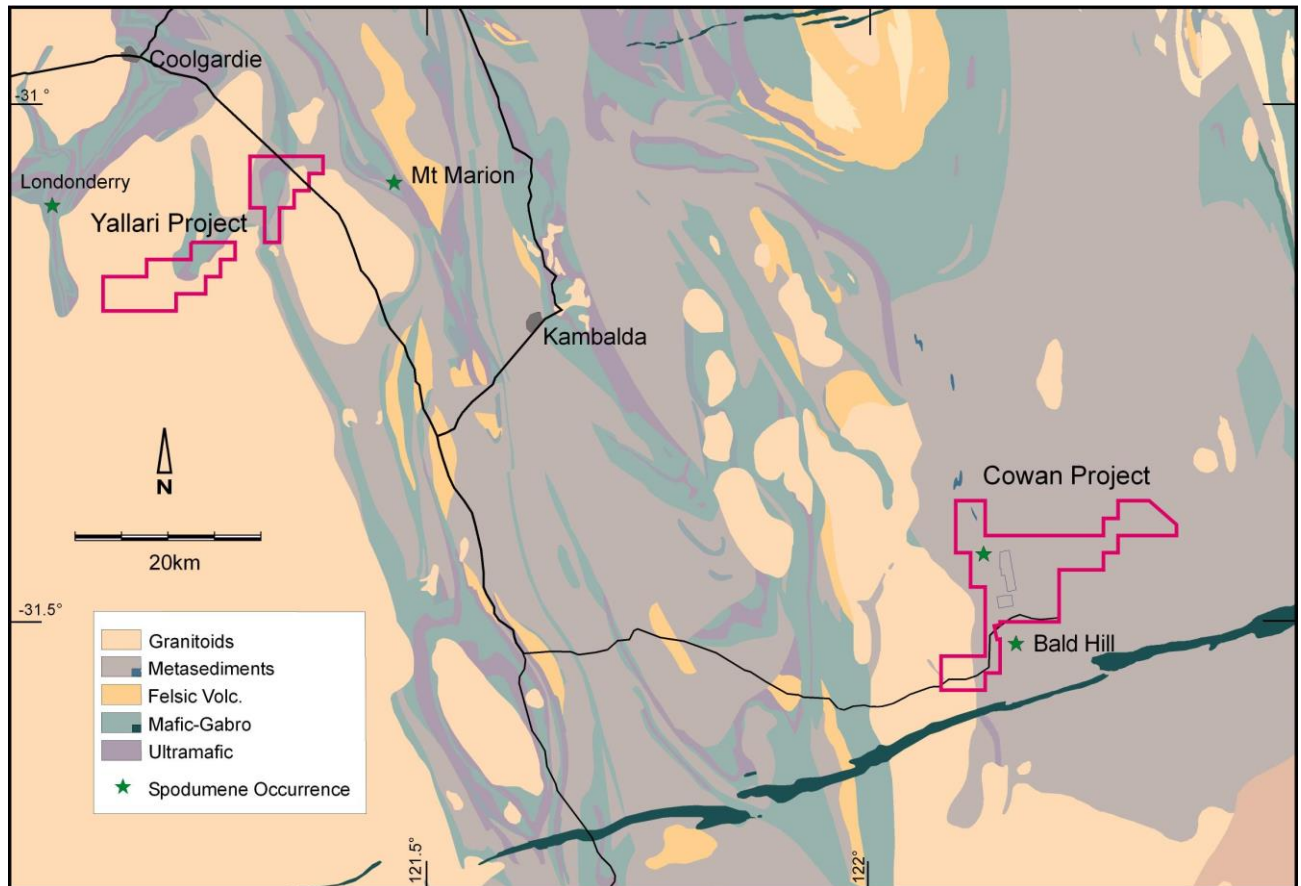 Coolgardie
-31 °
Mt Marion
Londonderry
Yallari Project
Kambalda
N
20km
Cowan Project
-31.5°
Granitoids
Metasediments
Felsic Volc.
Mafic-Gabro
Ultramafic
Spodumene Occurrence
Bald Hill
121.5°
122°